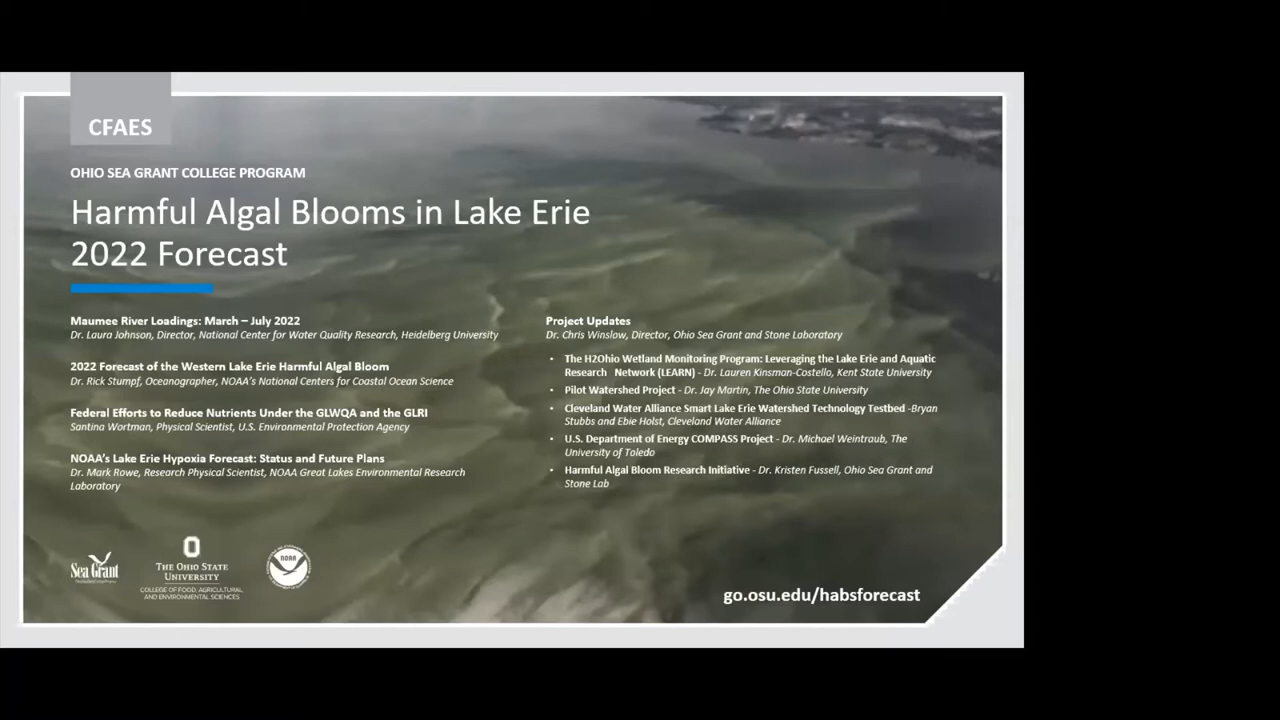 CFAES
OHIO SEA GRANT COLLEGE PROGRAM
Harmful Algal Blooms in Lake Erie
2022 Forecast
Maumee River Loadings: March – July 2022
Dr. Laura Johnson, Director, National Center for Water Quality Research, Heidelberg University
2022 Forecast of the Western Lake Erie Harmful Algal Bloom
Dr. Rick Stumpf, Oceanographer, NOAA's National Centers for Coastal Ocean Science
Federal Efforts to Reduce Nutrients Under the GLWQA and the GLRI
Santina Wortman, Physical Scientist, U.S. Environmental Protection Agency
NOAA's Lake Erie Hypoxia Forecast: Status and Future Plans
Dr. Mark Rowe, Research Physical Scientist, NOAA Great Lakes Environmental Research
Laboratory
Project Updates
Dr. Chris Winslow, Director, Ohio Sea Grant and Stone Laboratory
• The H2Ohio Wetland Monitoring Program: Leveraging the Lake Erie and Aquatic
Research Network (LEARN) - Dr. Lauren Kinsman-Costello, Kent State University
• Pilot Watershed Project - Dr. Jay Martin, The Ohio State University
• Cleveland Water Alliance Smart Lake Erie Watershed Technology Testbed -Bryan
Stubbs and Ebie Holst, Cleveland Water Alliance
• U.S. Department of Energy COMPASS Project - Dr. Michael Weintraub, The
University of Toledo
• Harmful Algal Bloom Research Initiative - Dr. Kristen Fussell, Ohio Sea Grant and
Stone Lab
Sea Grant
THE OHIO STATE
UNIVERSITY
COLLEGE OF FOOD, AGRICULTURAL,
AND ENVIRONMENTAL SCIENCES
NOAA
go.osu.edu/habsforecast